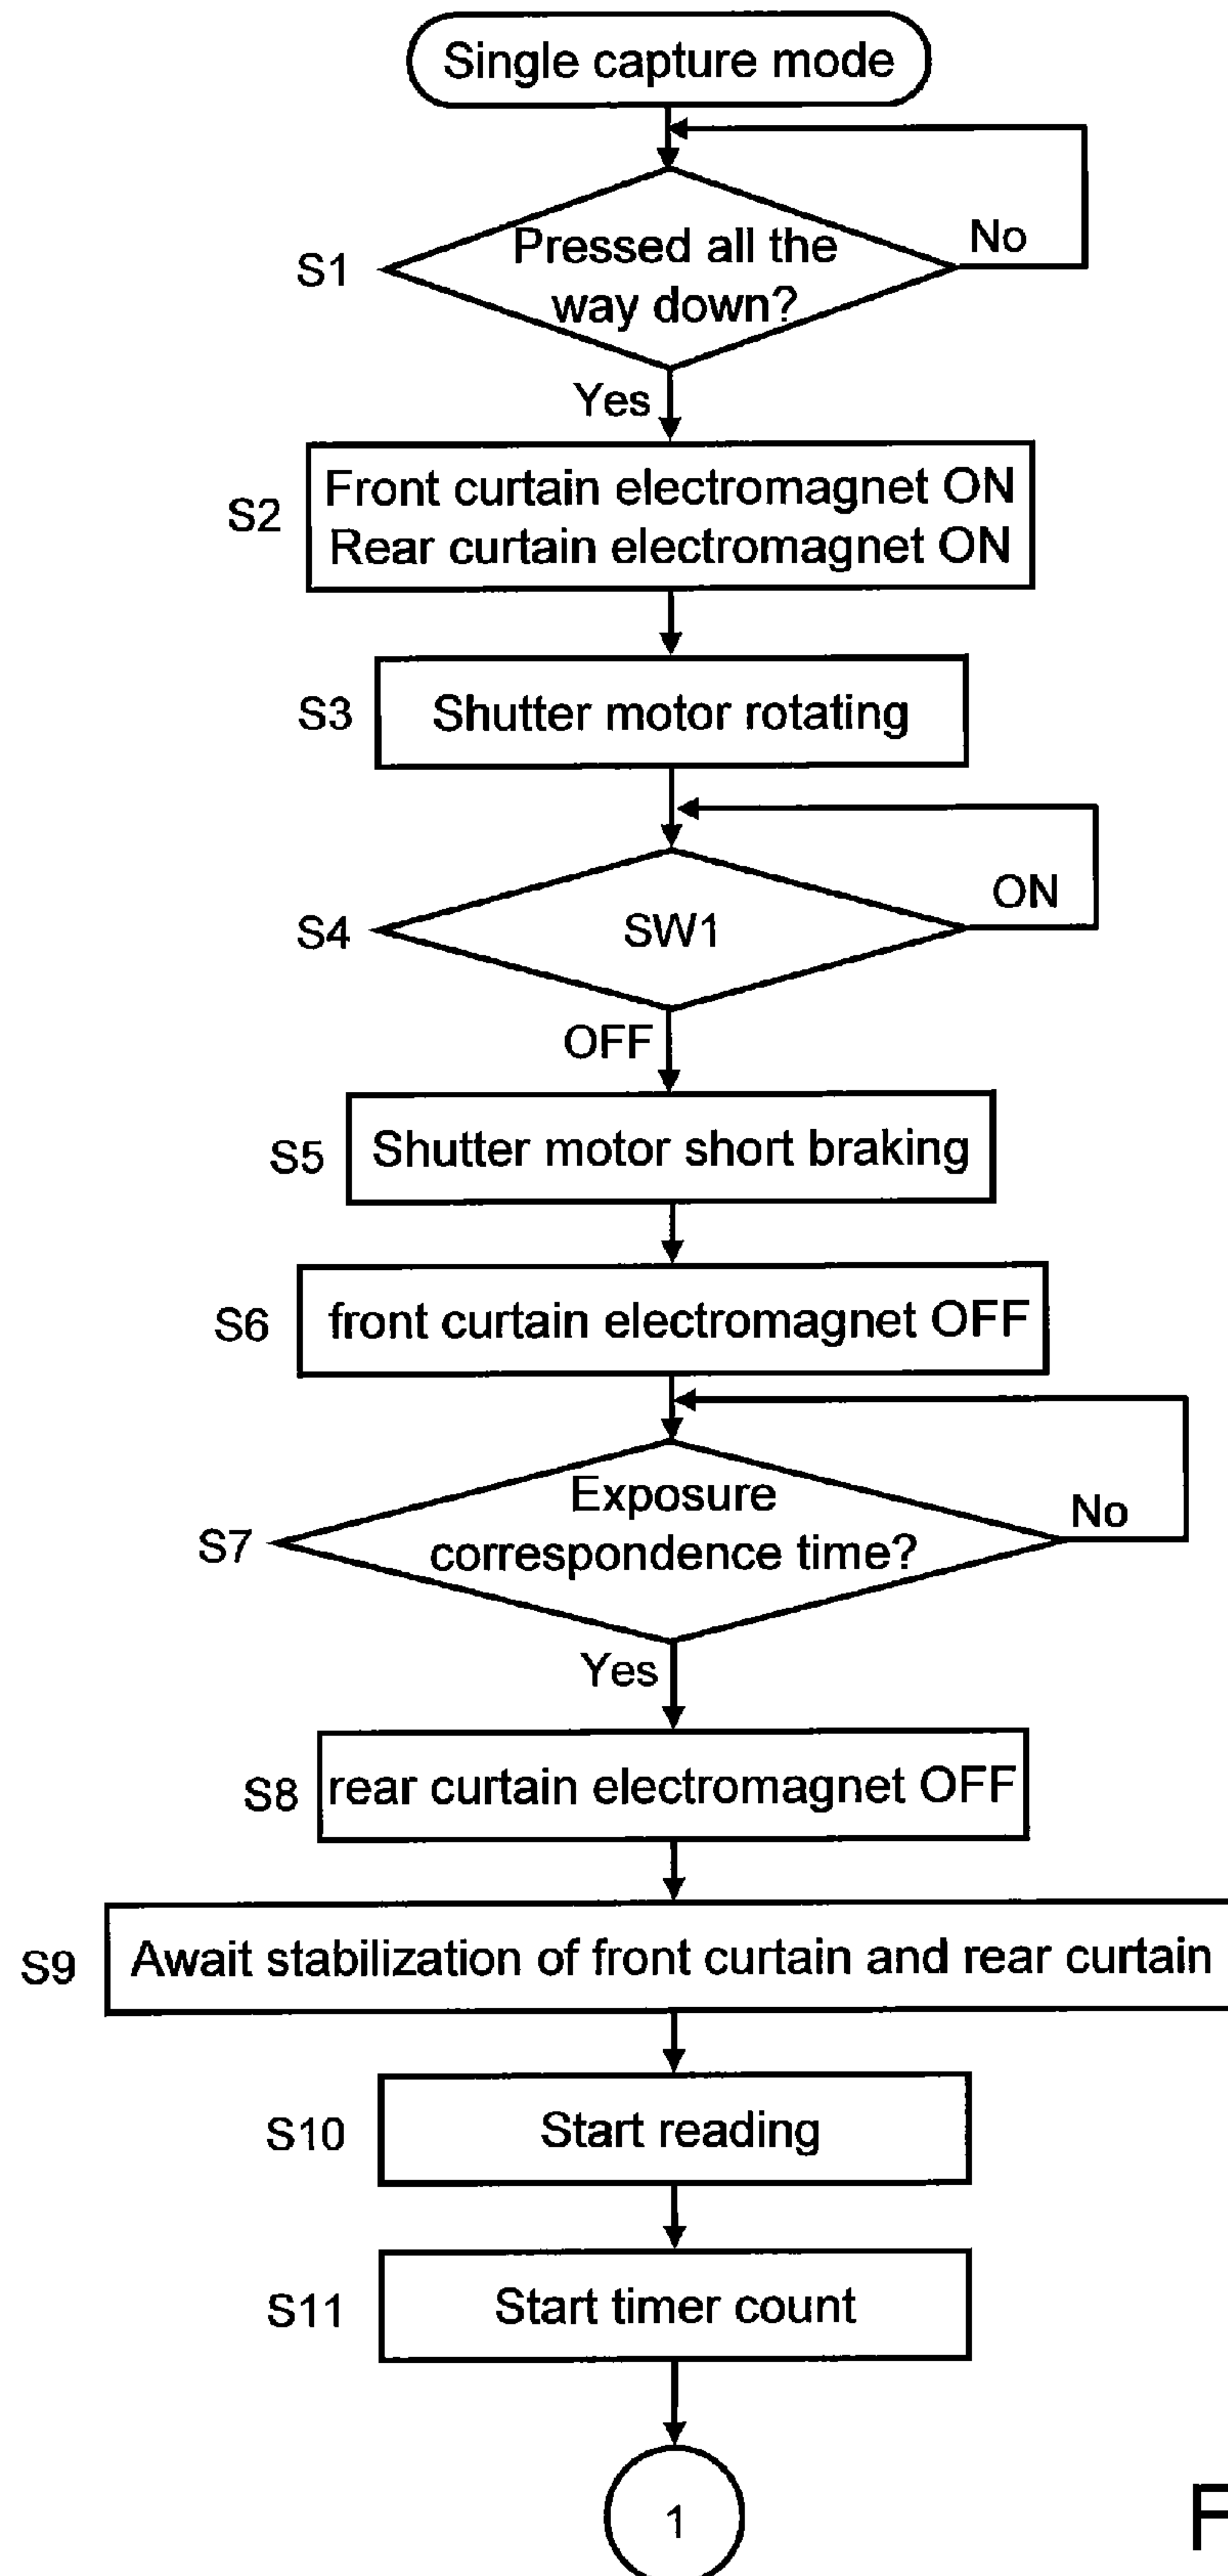 Single capture mode
No
S1
Pressed all the
way down?
Yes
S2
Front curtain electromagnet ON
Rear curtain electromagnet ON
S3
Shutter motor rotating
ON
S4
SW1
OFF
S5
Shutter motor short braking
S6
front curtain electromagnet OFF
S7
Exposure
correspondence time?
No
Yes
S8
rear curtain electromagnet OFF
S9
Await stabilization of front curtain and rear curtain
S10
Start reading
S11
Start timer count
1
F